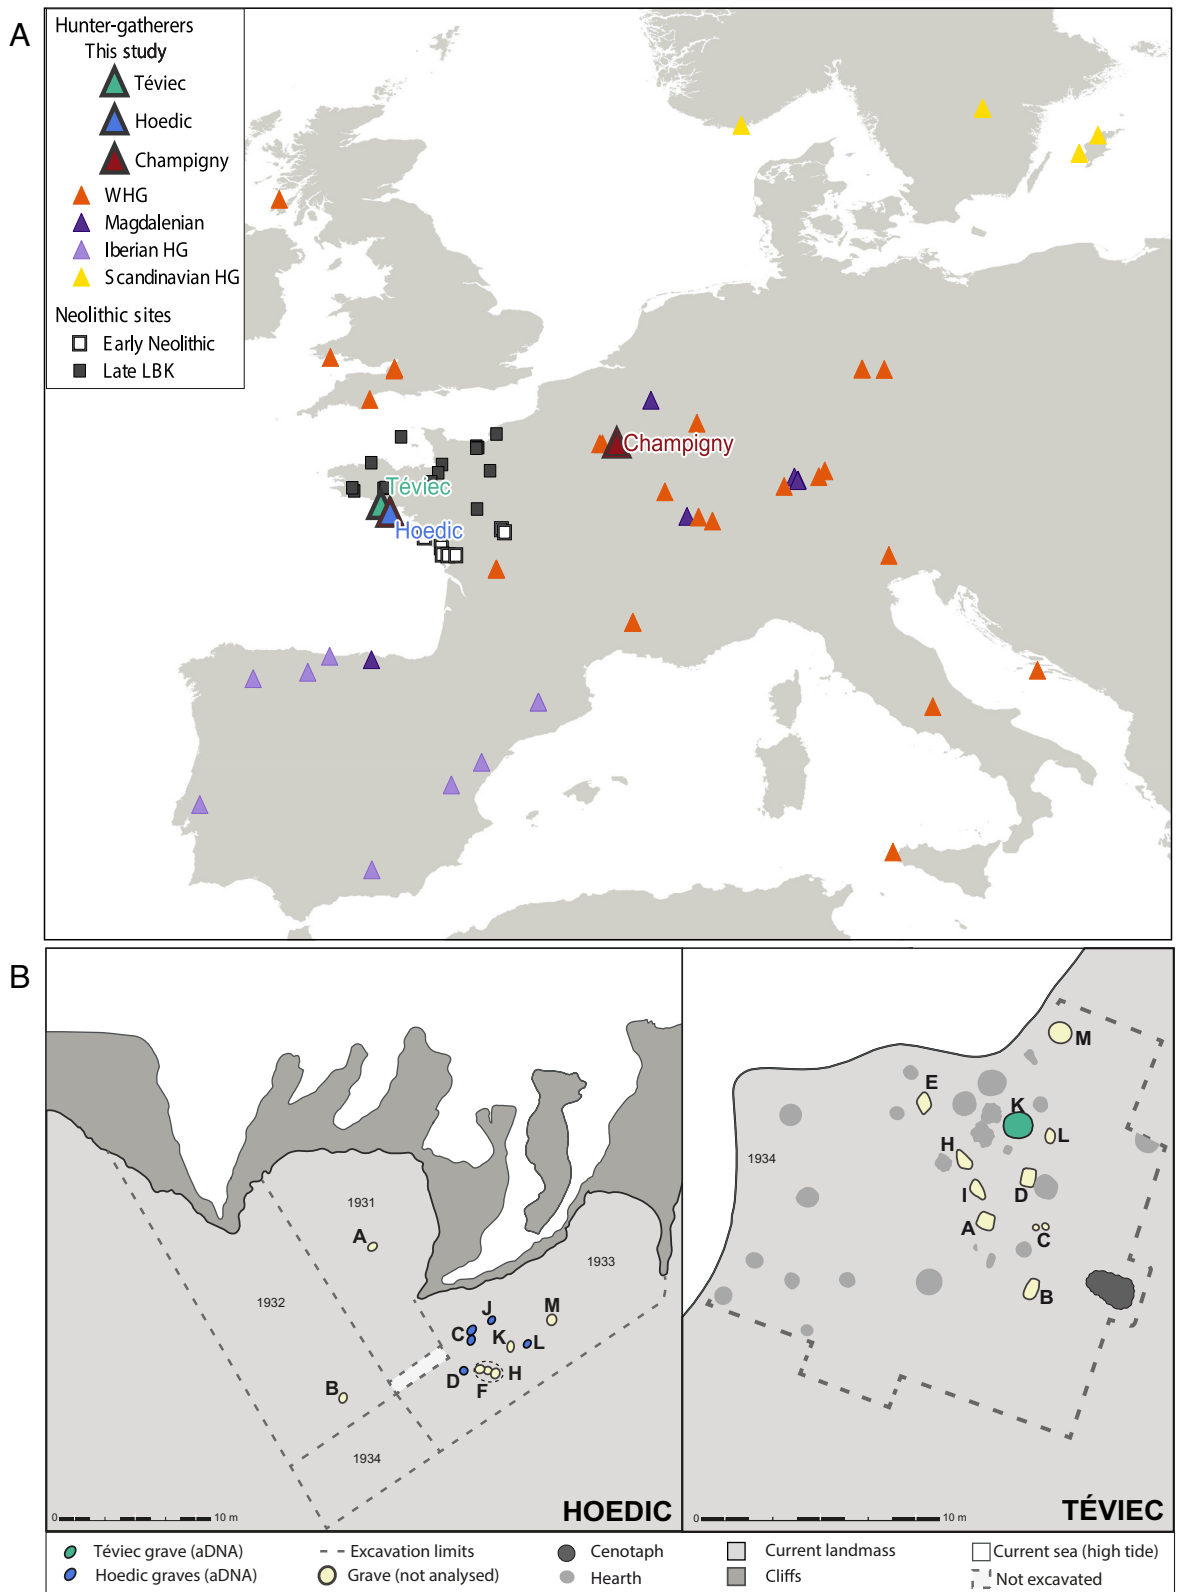 A
Hunter-gatherers
This study
Téviec
Hoedic
Champigny
WHG
Magdalenian
Iberian HG
Scandinavian HG
Neolithic sites
Early Neolithic
Late LBK
Champigny
Téviec
Hoedic
B
1931
A
1932
1933
J
M
C
K
L
D
F
H
B
1934
0
10 m
HOEDIC
M
E
K
L
1934
H
I
D
A
C
B
0
10 m
TÉVIEC
Téviec grave (aDNA)
Hoedic graves (aDNA)
Excavation limits
Grave (not analysed)
Cenotaph
Hearth
Current landmass
Cliffs
Current sea (high tide)
Not excavated